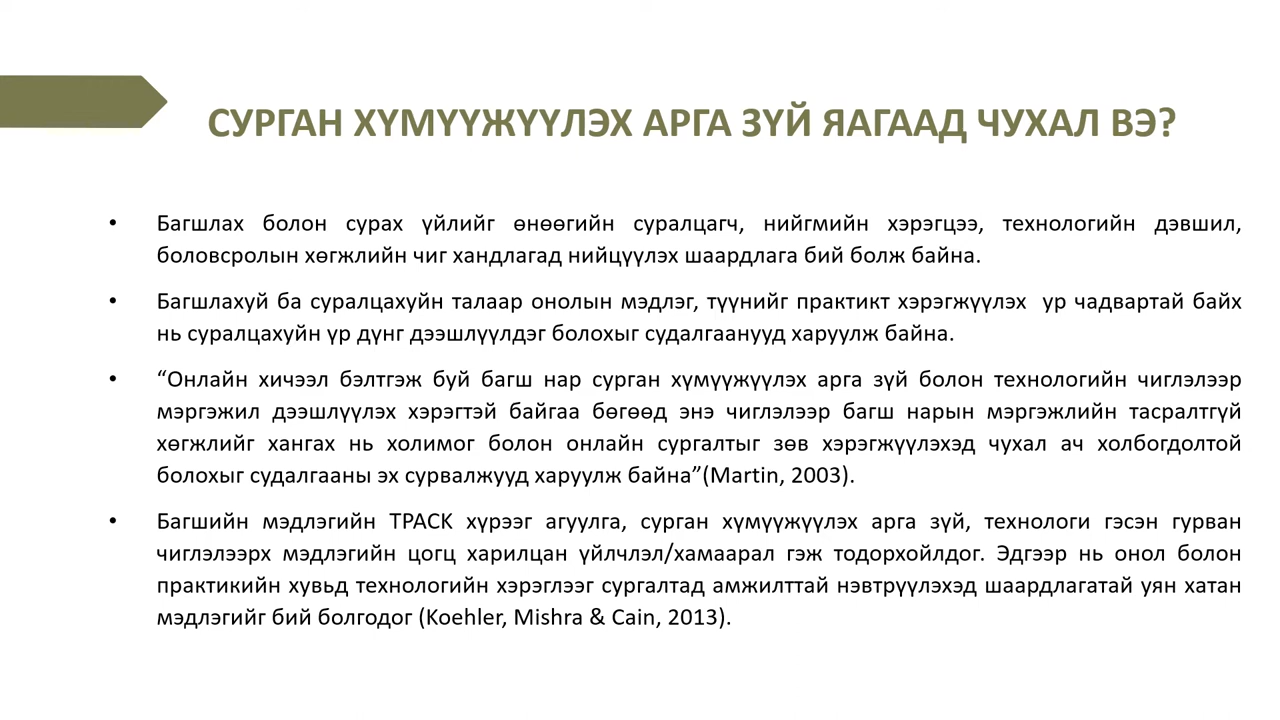 СУРГАН ХҮМҮҮЖҮҮЛЭХ АРГА ЗҮЙ ЯАГААД ЧУХАЛ ВЭ?
• Багшлах болон сурах үйлийг өнөөгийн суралцагч, нийгмийн хэрэгцээ, технологийн дэвшил,
боловсролын хөгжлийн чиг хандлагад нийцүүлэх шаардлага бий болж байна.
• Багшлахуй ба суралцахуйн талаар онолын мэдлэг, түүнийг практикт хэрэгжүүлэх ур чадвартай байх
нь суралцахуйн үр дүнг дээшлүүлдэг болохыг судалгаанууд харуулж байна.
• “Онлайн хичээл бэлтгэж буй багш нар сурган хүмүүжүүлэх арга зүй болон технологийн чиглэлээр
мэргэжил дээшлүүлэх хэрэгтэй байгаа бөгөөд энэ чиглэлээр багш нарын мэргэжлийн тасралтгүй
хөгжлийг хангах нь холимог болон онлайн сургалтыг зөв хэрэгжүүлэхэд чухал ач холбогдолтой
болохыг судалгааны эх сурвалжууд харуулж байна”(Martin, 2003).
• Багшийн мэдлэгийн TPACK хүрээг агуулга, сурган хүмүүжүүлэх арга зүй, технологи гэсэн гурван
чиглэлээрх мэдлэгийн цогц харилцан үйлчлэл/хамаарал гэж тодорхойлдог. Эдгээр нь онол болон
практикийн хувьд технологийн хэрэглээг сургалтад амжилттай нэвтрүүлэхэд шаардлагатай уян хатан
мэдлэгийг бий болгодог (Koehler, Mishra & Cain, 2013).